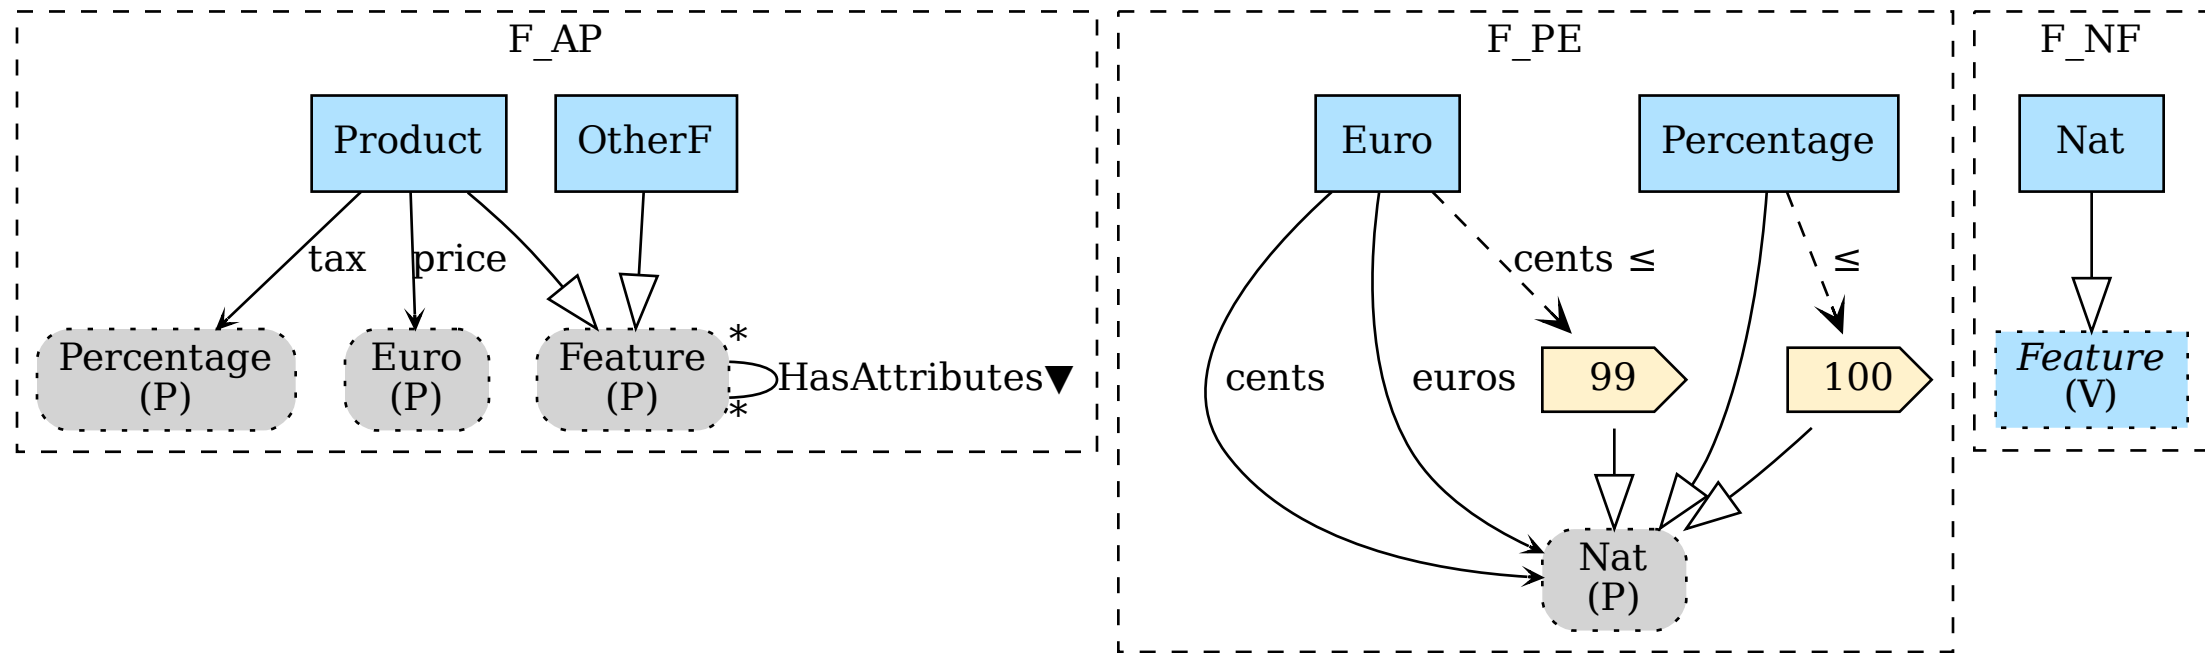 F_AP
Product
OtherF
tax
price
Percentage
(P)
Euro
(P)
Feature
(P)
*
HasAttributes▼
*
F_PE
Euro
Percentage
cents ≤
≤
cents
euros
99
100
Nat
(P)
F_NF
Nat
Feature
(V)